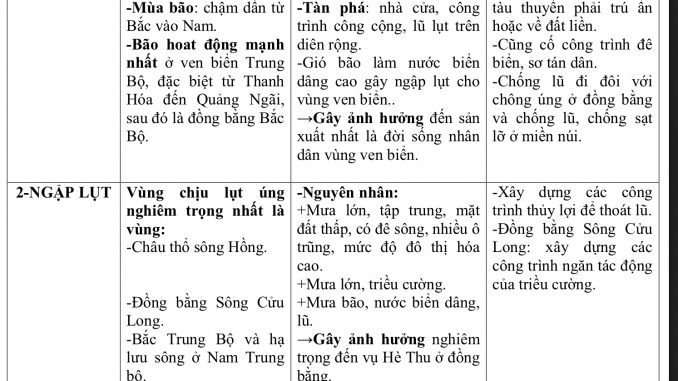 -Mùa bão: chậm dần từ
Bắc vào Nam.
-Bão hoat động mạnh
nhất ở ven biển Trung
Bộ, đặc biệt từ Thanh
Hóa đến Quảng Ngãi,
sau đó là đồng bằng Bắc
Bộ.
-Tàn phá: nhà cửa, công
trình công cộng, lũ lụt trên
diên rộng.
-Gió bão làm nước biển
dâng cao gây ngập lụt cho
vùng ven biển..
→Gây ảnh hưởng đến sản
xuất nhất là đời sống nhân
dân vùng ven biển.
tàu thuyền phải trú ân
hoặc về đất liền.
-Cũng cố công trình đê
biển, sơ tán dân.
-Chống lũ đi đôi với
chông úng ở đồng bằng
và chống lũ, chống sạt
lỡ ở miền núi.
2-NGẬP LỤT
Vùng chịu lụt úng
nghiêm trọng nhất là
vùng:
-Châu thổ sông Hồng.
-Đồng bằng Sông Cửu
Long.
-Bắc Trung Bộ và hạ
lưu sông ở Nam Trung
bộ.
-Nguyên nhân:
+Mưa lớn, tập trung, mặt
đất thấp, có đê sông, nhiều ô
trũng, mức độ đô thị hóa
cao.
+Mưa lớn, triều cường.
+Mưa bão, nước biển dâng,
lũ.
→Gây ảnh hưởng nghiêm
trọng đến vụ Hè Thu ở đồng
bằng.
-Xây dựng các công
trình thủy lợi để thoát lũ.
-Đồng bằng Sông Cửu
Long: xây dựng các
công trình ngăn tác động
của triều cường.